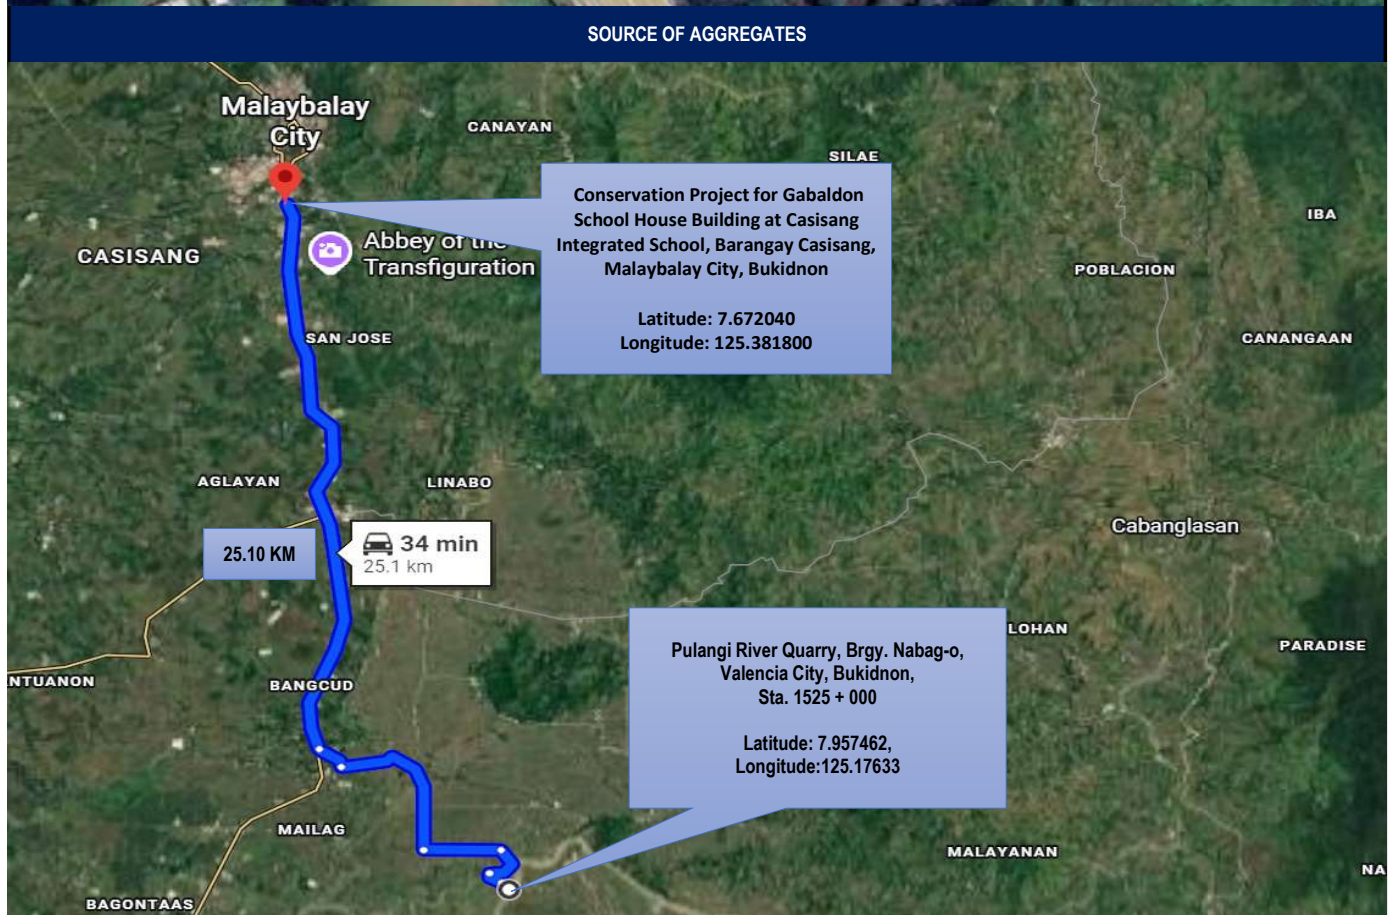 SOURCE OF AGGREGATES
Malaybalay
City
CANAYAN
SILAE
Conservation Project for Gabaldon
School House Building at Casisang
Integrated School, Barangay Casisang,
Malaybalay City, Bukidnon
Latitude: 7.672040
Longitude: 125.381800
IBA
CASISANG
Abbey of the
Transfiguration
POBLACION
SAN JOSE
CANANGAAN
AGLAYAN
LINABO
Cabanglasan
25.10 KM
34 min
25.1 km
Pulangi River Quarry, Brgy. Nabag-o,
Valencia City, Bukidnon,
Sta. 1525 + 000
Latitude: 7.957462,
Longitude:125.17633
LOHAN
PARADISE
NTUANON
BANGCUD
MAILAG
MALAYANAN
NA
BAGONTAAS